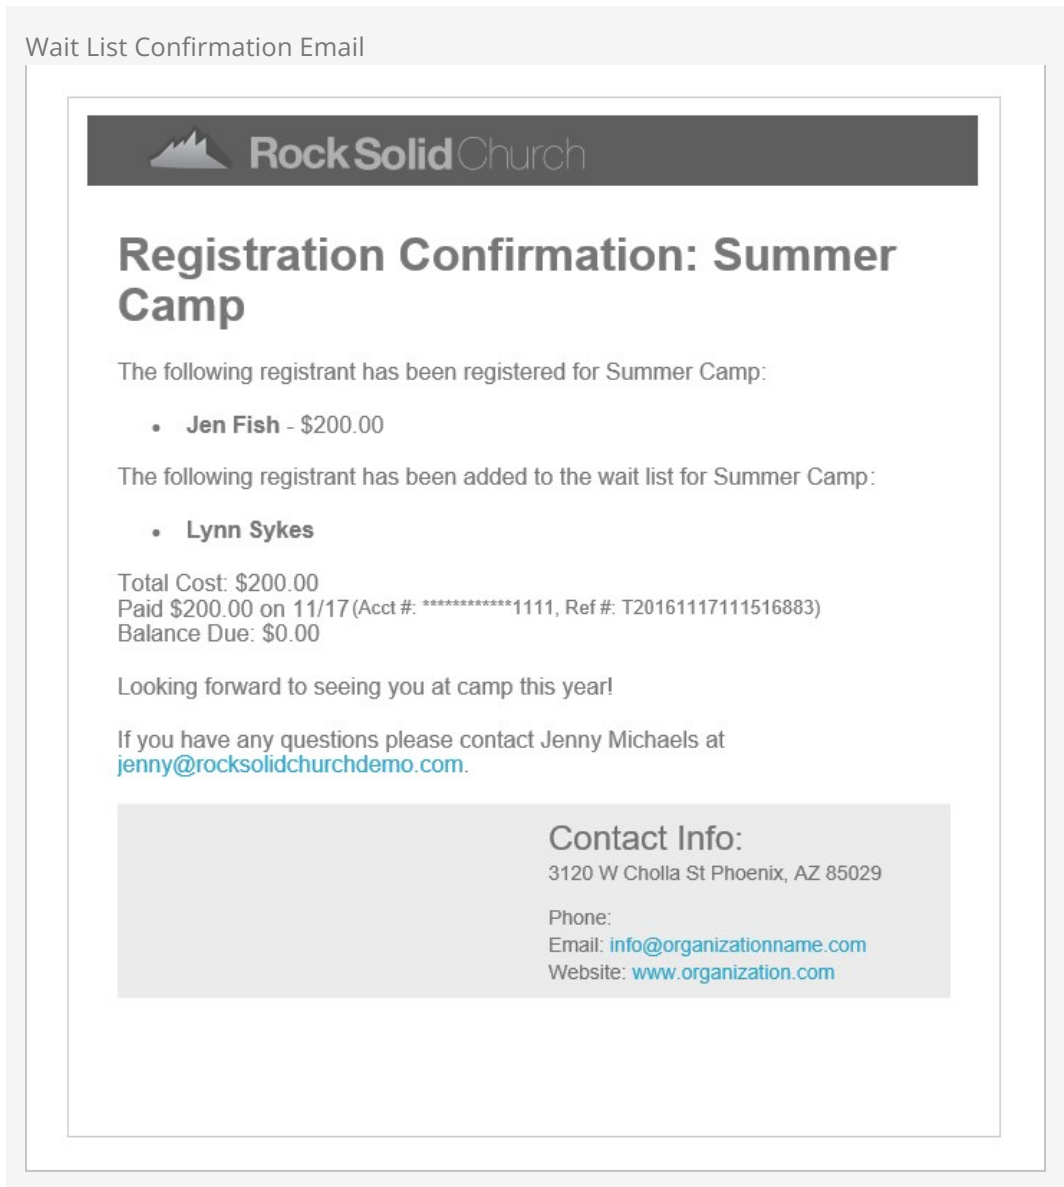 Wait List Confirmation Email
RockSolidChurch
Registration Confirmation: Summer
Camp
The following registrant has been registered for Summer Camp:
• Jen Fish - $200.00
The following registrant has been added to the wait list for Summer Camp:
• Lynn Sykes
Total Cost: $200.00
Paid $200.00 on 11/17 (Acct #: ************1111, Ref #: T20161117111516883)
Balance Due: $0.00
Looking forward to seeing you at camp this year!
If you have any questions please contact Jenny Michaels at
jenny@rocksolidchurchdemo.com.
Contact Info:
3120 W Cholla St Phoenix, AZ 85029
Phone:
Email: info@organizationname.com
Website: www.organization.com